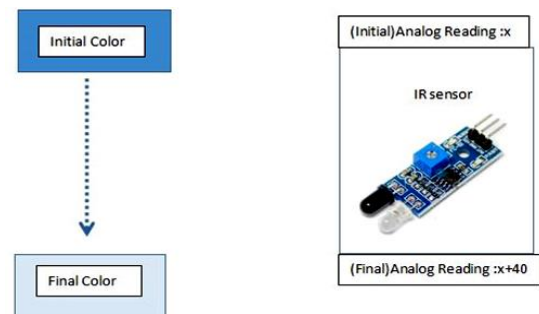 Initial Color
(Initial)Analog Reading :x
IR sensor
Final Color
(Final)Analog Reading :x+40